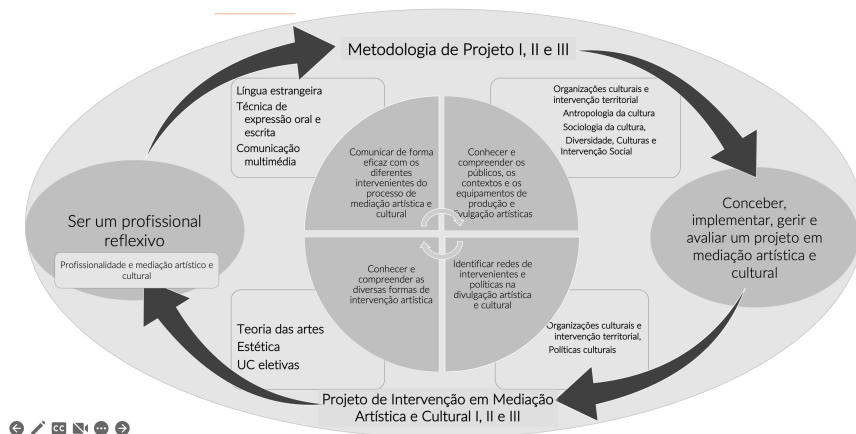 Metodologia de Projeto I, II e III
Língua estrangeira
Técnica de
expressão oral e
escrita
Comunicação
multimédia
Organizações culturais e
intervenção territorial
Antropologia da cultura
Sociologia da cultura,
Diversidade, Culturas e
Intervenção Social
Comunicar de forma
eficaz com os
diferentes
intervenientes do
processo de
mediação artística e
cultural
Conhecer e
compreender os
públicos, os
contextos e os
equipamentos de
produção e
divulgação artísticas
Ser um profissional
reflexivo
Profissionalidade e mediação artístico e
cultural
Conceber,
implementar, gerir e
avaliar um projeto em
mediação artística e
cultural
Conhecer e
compreender as
diversas formas de
intervenção artística
Identificar redes de
intervenientes e
políticas na
divulgação artística
e cultural
Teoria das artes
Estética
UC eletivas
Organizações culturais e
intervenção territorial,
Políticas culturais
Projeto de Intervenção em Mediação
Artística e Cultural I, II e III
CC